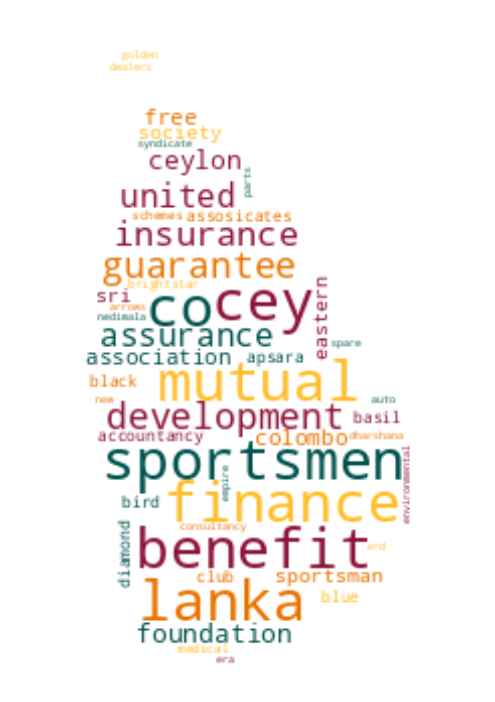 golden
dealers
free
society
syndicate
ceylon
parts
united
schemes assosicates
insurance
guarantee
brightstar
sri
co cey
eastern
arrows
nedimala
assurance
spare
association apsara
black
mutual
new
auto
development basil
accountancy colombo dharshana
sportsmen
environmental
empire
bird finance
consultancy
diamond
benefit
erd
club sportsman
lanka blue
foundation
medical
era